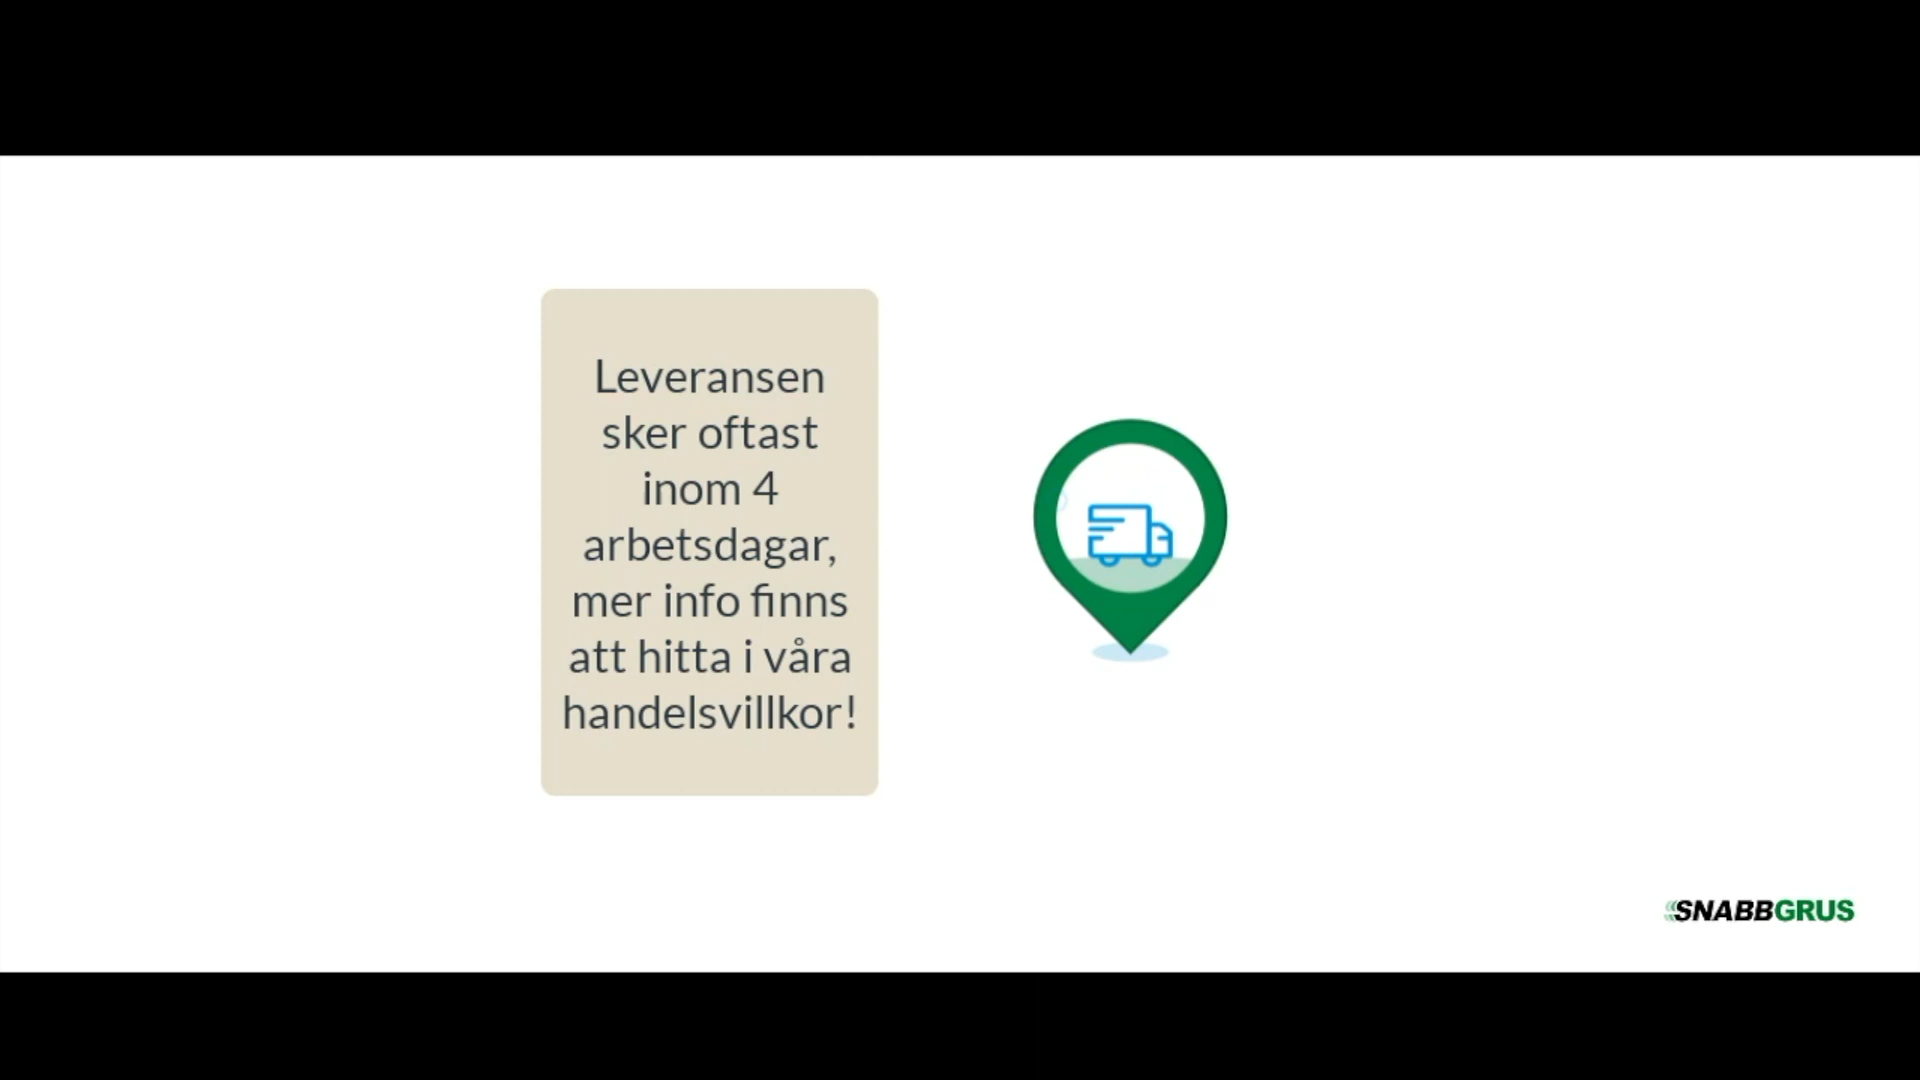 Leveransen
sker oftast
inom 4
arbetsdagar,
mer info finns
att hitta i våra
handelsvillkor!
SNABBGRUS